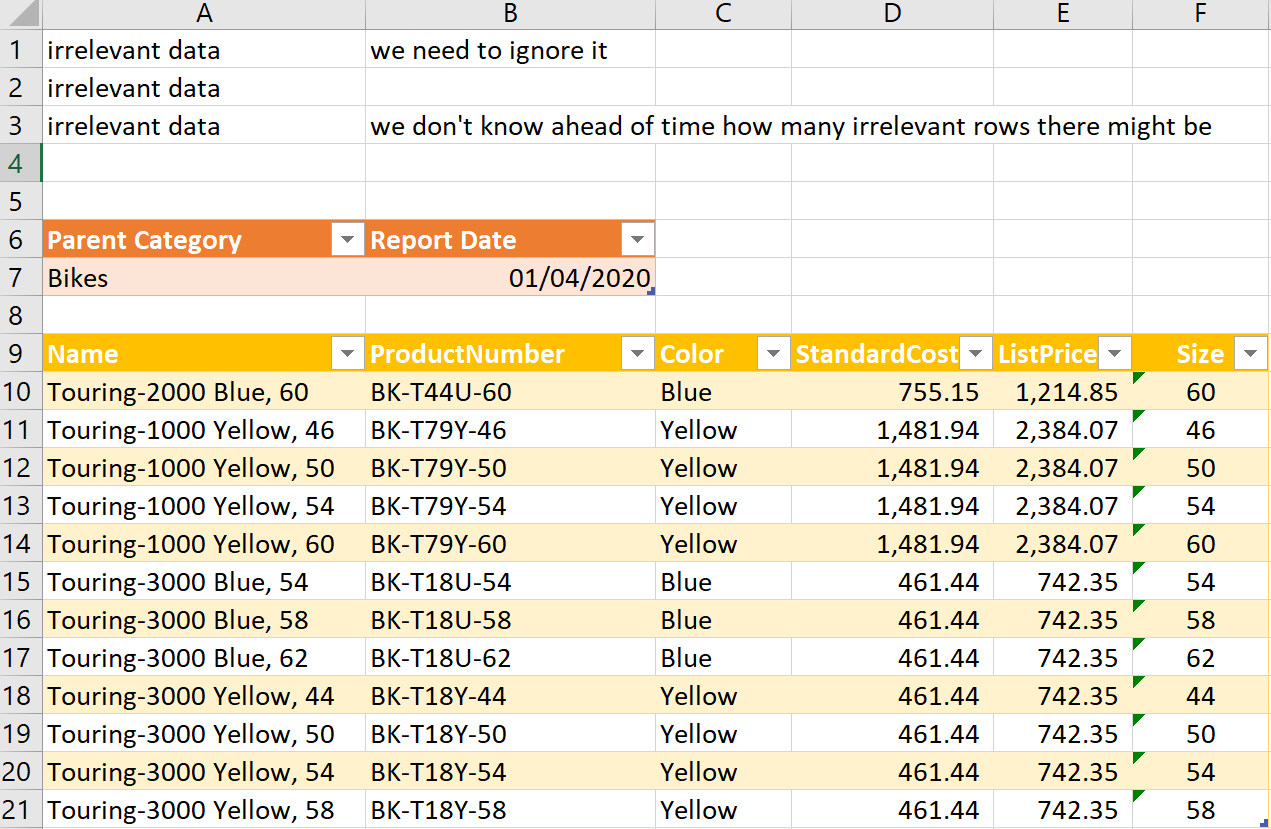 A B C D E F
1 irrelevant data we need to ignore it
2 irrelevant data
3 irrelevant data we don't know ahead of time how many irrelevant rows there might be
4
5
6 Parent Category Report Date
7 Bikes 01/04/2020
8
9 Name ProductNumber Color StandardCost ListPrice Size
10 Touring-2000 Blue, 60 BK-T44U-60 Blue 755.15 1,214.85 60
11 Touring-1000 Yellow, 46 BK-T79Y-46 Yellow 1,481.94 2,384.07 46
12 Touring-1000 Yellow, 50 BK-T79Y-50 Yellow 1,481.94 2,384.07 50
13 Touring-1000 Yellow, 54 BK-T79Y-54 Yellow 1,481.94 2,384.07 54
14 Touring-1000 Yellow, 60 BK-T79Y-60 Yellow 1,481.94 2,384.07 60
15 Touring-3000 Blue, 54 BK-T18U-54 Blue 461.44 742.35 54
16 Touring-3000 Blue, 58 BK-T18U-58 Blue 461.44 742.35 58
17 Touring-3000 Blue, 62 BK-T18U-62 Blue 461.44 742.35 62
18 Touring-3000 Yellow, 44 BK-T18Y-44 Yellow 461.44 742.35 44
19 Touring-3000 Yellow, 50 BK-T18Y-50 Yellow 461.44 742.35 50
20 Touring-3000 Yellow, 54 BK-T18Y-54 Yellow 461.44 742.35 54
21 Touring-3000 Yellow, 58 BK-T18Y-58 Yellow 461.44 742.35 58